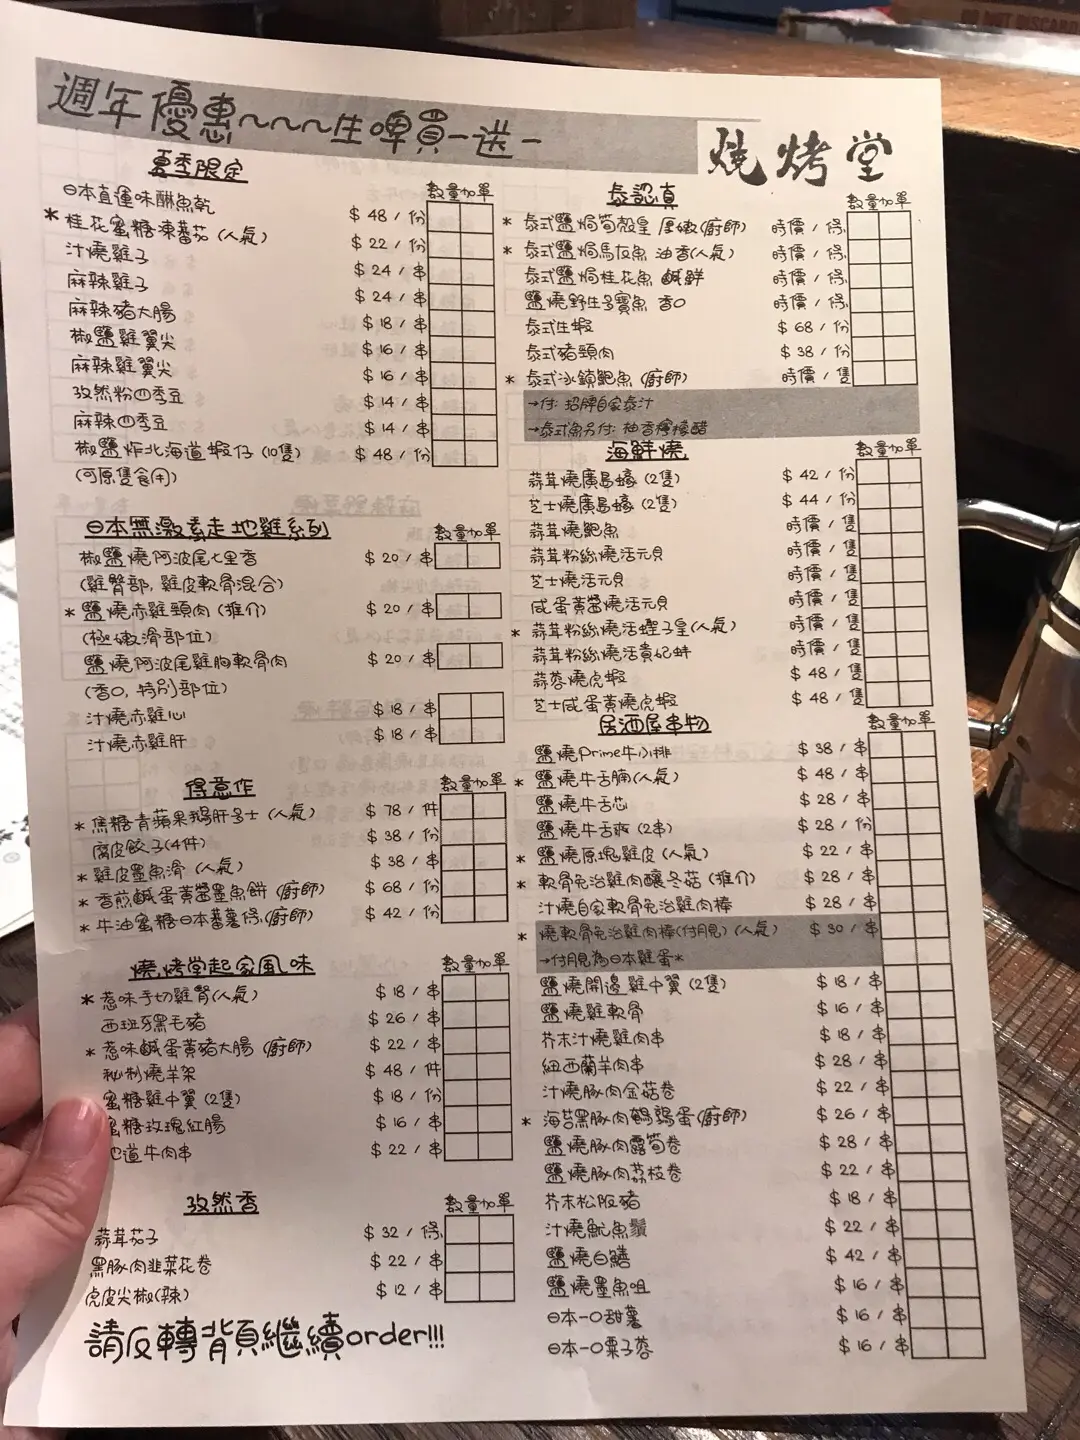 週年優惠~~~生啤買一送一
燒烤堂
夏季限定
數量加單
日本直運味醂魚乾 $48/份
* 桂花蜜糖凍蕃茄(人氣) $22/份
汁燒雞子 $24/串
麻辣雞子 $24/串
麻辣豬大腸 $18/串
椒鹽雞翼尖 $16/串
麻辣雞翼尖 $16/串
孜然粉四季豆 $14/串
麻辣四季豆 $14/串
椒鹽炸北海道蝦仔(10隻) $48/份
(可原隻食用)
日本無激素走地雞系列
數量加單
椒鹽燒阿波尾七里香 $20/串
(雞臀部,雞皮軟骨混合)
* 鹽燒赤雞頸肉(推介) $20/串
(極嫩滑部位)
鹽燒阿波尾雞胸軟骨肉 $20/串
(香口,特別部位)
汁燒赤雞心 $18/串
汁燒赤雞肝 $18/串
得意作
數量加單
* 焦糖青蘋果鵝肝多士(人氣) $78/件
腐皮餃子(4件) $38/份
* 雞皮墨魚滑(人氣) $38/串
* 香煎鹹蛋黃醬墨魚餅(廚師) $68/份
* 牛油蜜糖日本蕃薯條(廚師) $42/份
燒烤堂起家風味
數量加單
* 惹味手切雞腎(人氣) $18/串
西班牙黑毛豬 $26/串
* 惹味鹹蛋黃豬大腸(廚師) $22/串
秘制燒羊架 $48/件
蜜糖雞中翼(2隻) $18/份
蜜糖玫瑰紅腸 $16/串
地道牛肉串 $22/串
孜然香
數量加單
蒜茸茄子 $32/條
黑豚肉韭菜花卷 $22/串
虎皮尖椒(辣) $12/串
請反轉背頁繼續order!!!
泰認真
數量加單
* 泰式鹽焗筍殼皇 厚嫩(廚師) 時價/條
* 泰式鹽焗馬友魚 油香(人氣) 時價/條
泰式鹽焗桂花魚 鹹鮮 時價/條
鹽燒野生多寶魚 香口 時價/條
泰式生蝦 $68/份
泰式豬頸肉 $38/份
* 泰式冰鎮鮑魚(廚師) 時價/隻
→付:招牌自家泰汁
→泰式魚另付:柚香檸檬醋
海鮮燒
數量加單
蒜茸燒廣島蠔(2隻) $42/份
芝士燒廣島蠔(2隻) $44/份
蒜茸燒鮑魚 時價/隻
蒜茸粉絲燒活元貝 時價/隻
芝士燒活元貝 時價/隻
咸蛋黃醬燒活元貝 時價/隻
* 蒜茸粉絲燒活蟶子皇(人氣) 時價/隻
蒜茸粉絲燒活貴妃蚌 時價/隻
蒜蓉燒虎蝦 $48/隻
芝士咸蛋黃燒虎蝦 $48/隻
居酒屋串物
數量加單
鹽燒Prime牛小排 $38/串
* 鹽燒牛舌腩(人氣) $48/串
鹽燒牛舌芯 $28/串
鹽燒牛舌爽(2串) $28/份
* 鹽燒原塊雞皮(人氣) $22/串
* 軟骨免治雞肉釀冬菇(推介) $28/串
汁燒自家軟骨免治雞肉棒 $28/串
* 燒軟骨免治雞肉棒(付月見)(人氣) $30/串
→付月見為日本雞蛋*
鹽燒開邊雞中翼(2隻) $18/串
鹽燒雞軟骨 $16/串
芥末汁燒雞肉串 $18/串
紐西蘭羊肉串 $28/串
汁燒豚肉金菇卷 $22/串
* 海苔黑豚肉鵪鶉蛋(廚師) $26/串
鹽燒豚肉露筍卷 $28/串
鹽燒豚肉荔枝卷 $22/串
芥末松阪豬 $18/串
汁燒魷魚鬚 $22/串
鹽燒白鱔 $42/串
鹽燒墨魚咀 $16/串
日本一口甜薯 $16/串
日本一口粟子蓉 $16/串